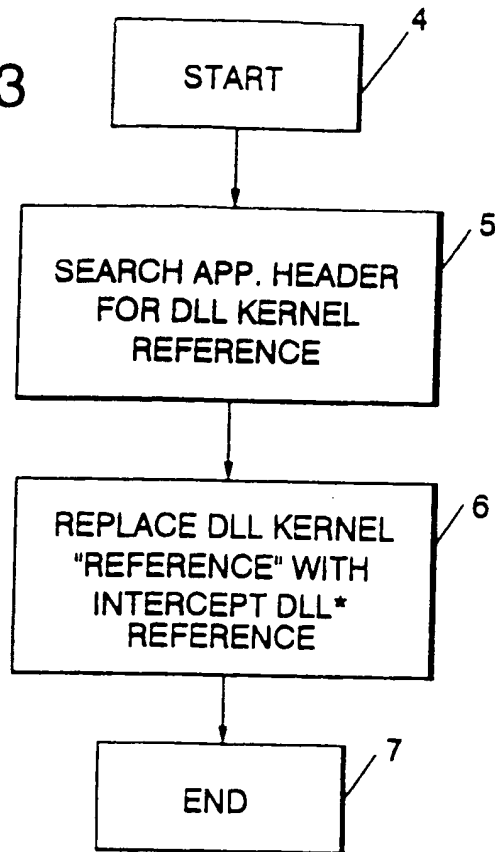 3
4
START
5
SEARCH APP. HEADER
FOR DLL KERNEL
REFERENCE
6
REPLACE DLL KERNEL
"REFERENCE" WITH
INTERCEPT DLL*
REFERENCE
7
END